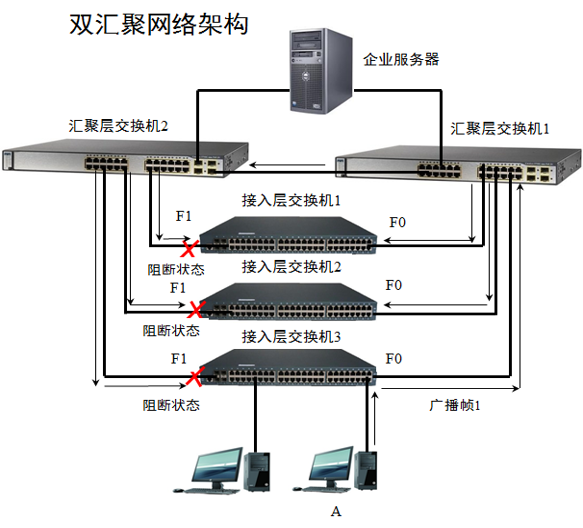 双汇聚网络架构
企业服务器
汇聚层交换机2
汇聚层交换机1
接入层交换机1
F1
F0
阻断状态
接入层交换机2
F1
F0
阻断状态
接入层交换机3
F1
F0
阻断状态
广播帧1
A